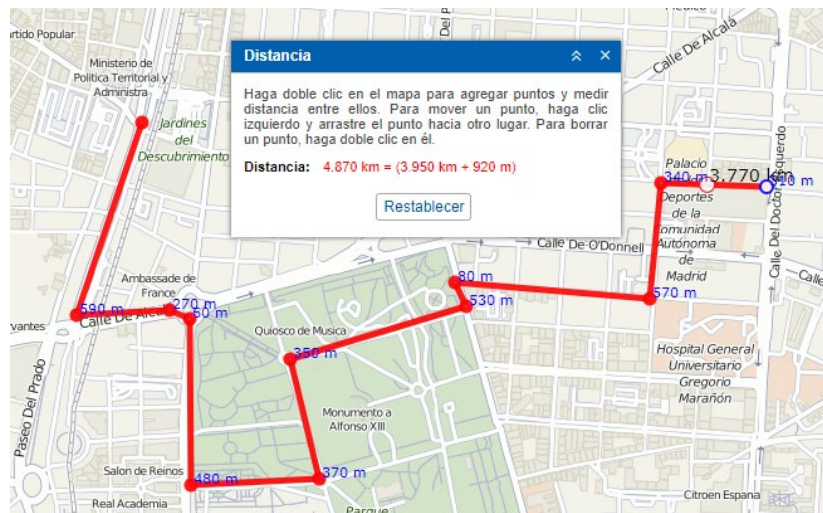 Calle De Alcalá
rtido Popular
Distancia
Ministerio de
Politica Territorial y
Administra
Haga doble clic en el mapa para agregar puntos y medir
distancia entre ellos. Para mover un punto, haga clic
izquierdo y arrastre el punto hacia otro lugar. Para borrar
un punto, haga doble clic en él.
Distancia: 4.870 km = (3.950 km + 920 m)
Restablecer
Jardines
del
Descubrimiento
Palacio
340 m
3.770 km
Deportes
de la
Comunidad
Autónoma
de
Madrid
Calle Del Doctor Esquerdo
Calle De O'Donnell
Calle
Ambassade de
France
80 m
570 m
530 m
270 m
50 m
590 m
Calle De Alcalá
vantes
Quiosco de Musica
350 m
Paseo Del Prado
Hospital General
Universitario
Gregorio
Marañón
Monumento a
Alfonso XIII
Salon de Reinos
480 m
370 m
Real Academia
Parque
Citroen Espana